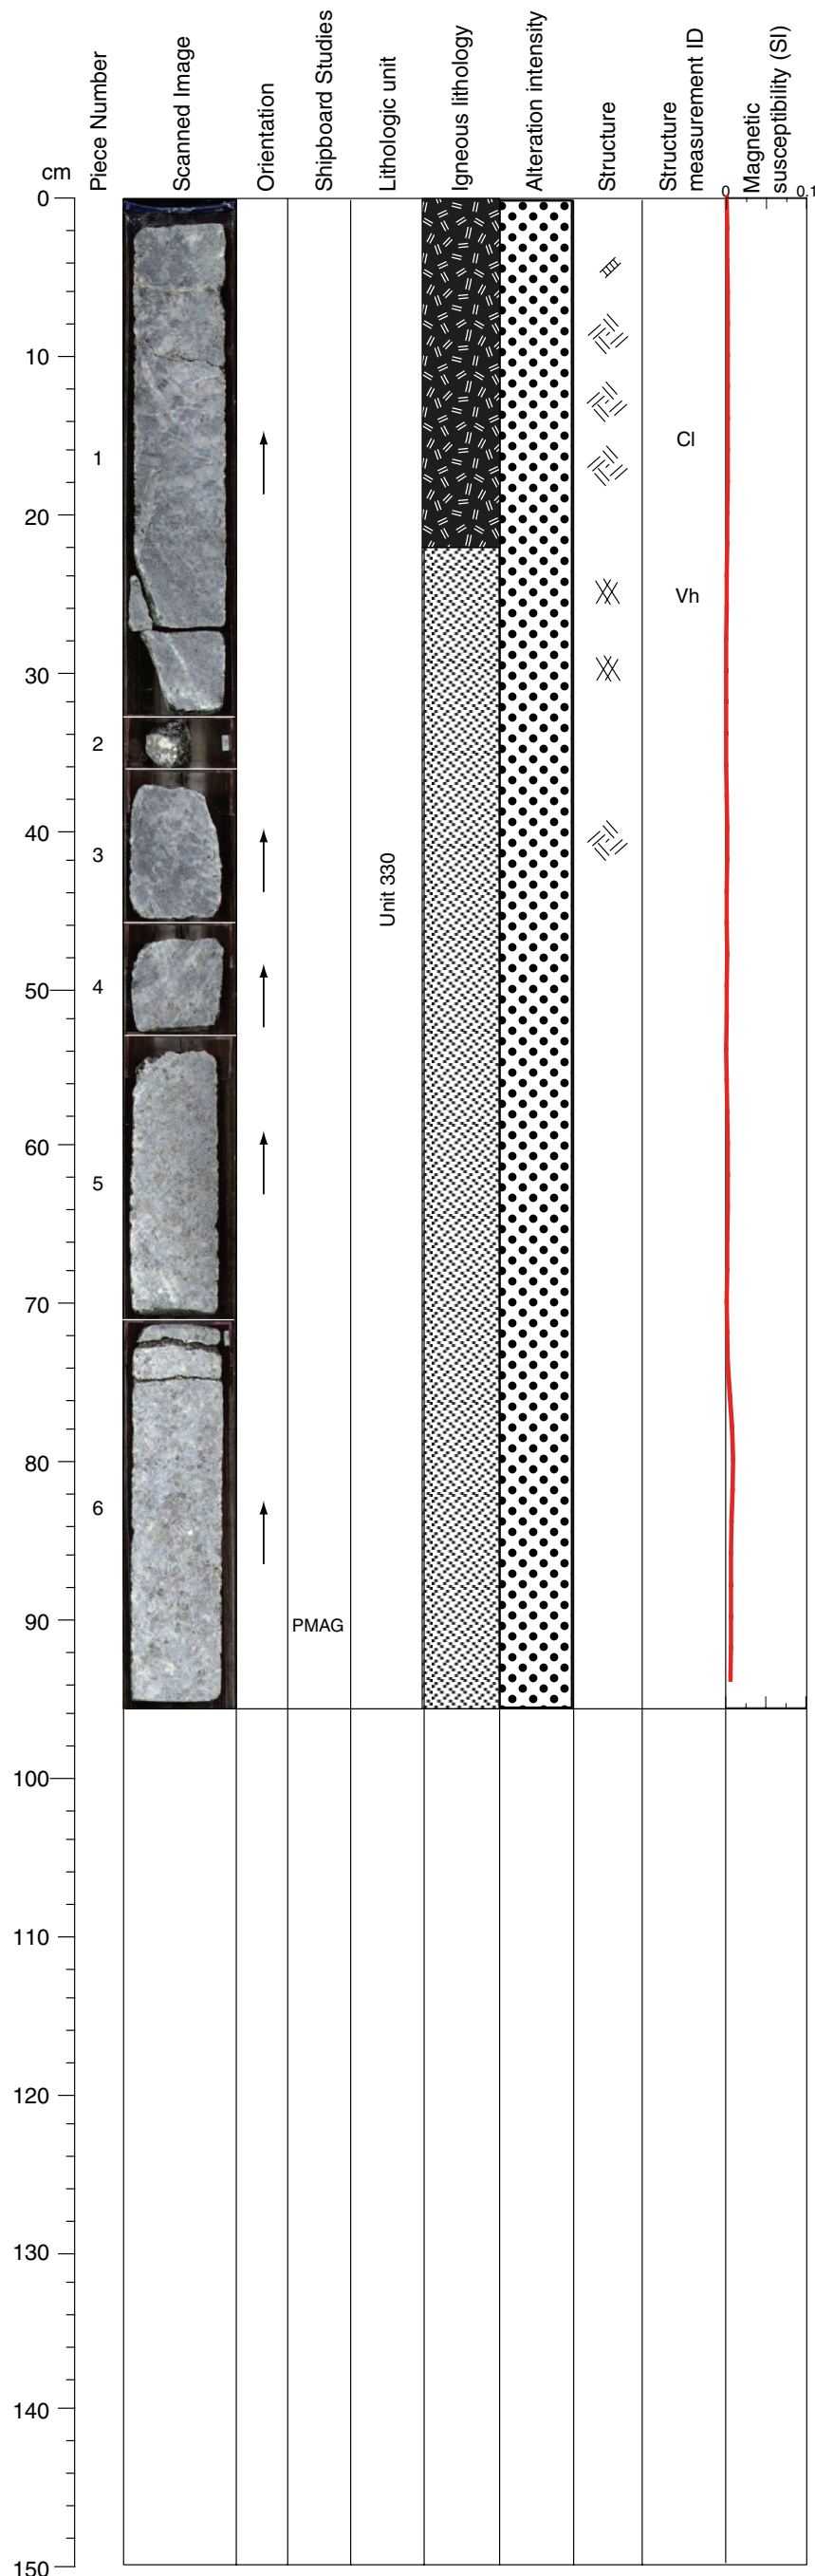 cm
Piece Number
Scanned Image
Orientation
Shipboard Studies
Lithologic unit
Igneous lithology
Alteration intensity
Structure
Structure
measurement ID
Magnetic
susceptibility (SI)
0
0.1
0
10
1
Cl
20
Vh
30
2
40
3
Unit 330
50
4
60
5
70
80
6
90
PMAG
100
110
120
130
140
150